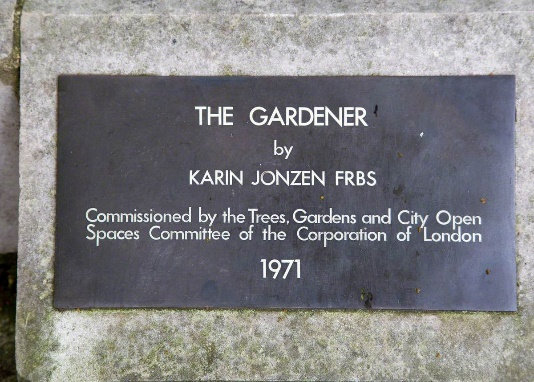 THE GARDENER
by
KARIN JONZEN FRBS
Commissioned by the Trees, Gardens and City Open
Spaces Committee of the Corporation of London
1971